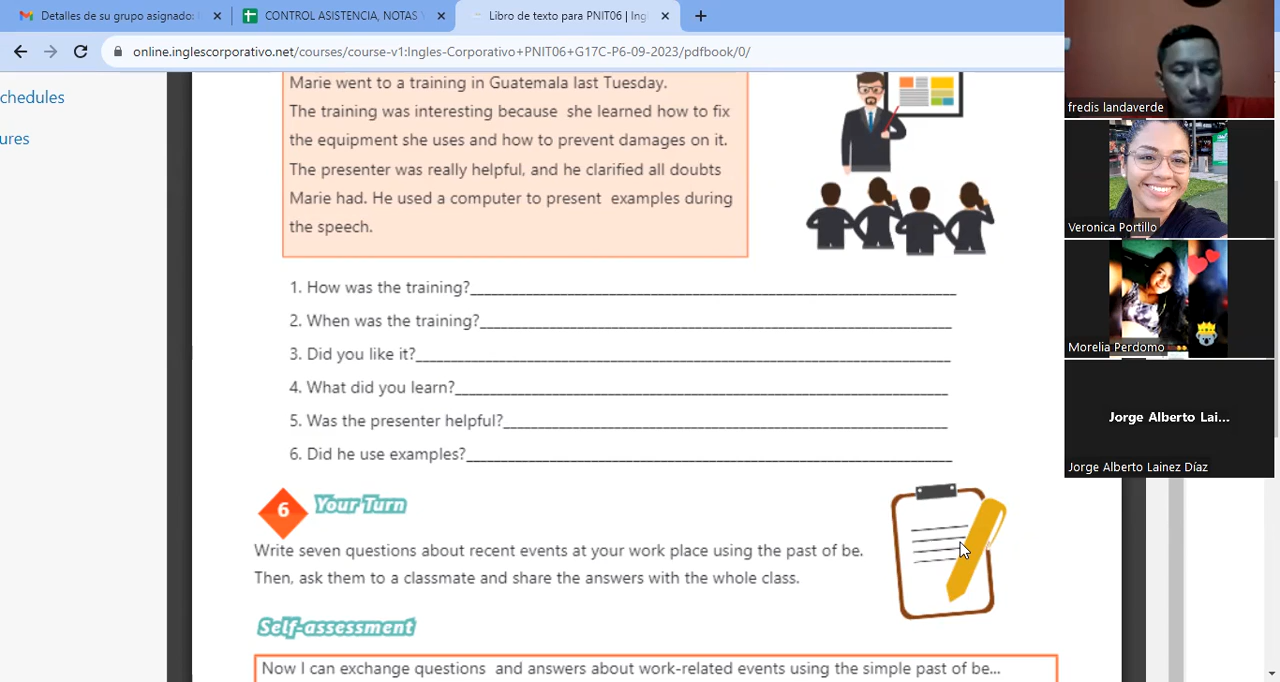 Detalles de su grupo asignado:
CONTROL ASISTENCIA, NOTAS
Libro de texto para PNIT06 | Ing
online.inglescorporativo.net/courses/course-v1:Ingles-Corporativo+PNIT06+G17C-P6-09-2023/pdfbook/0/
chedules
ures
Marie went to a training in Guatemala last Tuesday.
The training was interesting because she learned how to fix
the equipment she uses and how to prevent damages on it.
The presenter was really helpful, and he clarified all doubts
Marie had. He used a computer to present examples during
the speech.
1. How was the training?
2. When was the training?
3. Did you like it?
4. What did you learn?
5. Was the presenter helpful?
6. Did he use examples?
6 Your Turn
Write seven questions about recent events at your work place using the past of be.
Then, ask them to a classmate and share the answers with the whole class.
Self-assessment
Now I can exchange questions and answers about work-related events using the simple past of be...
fredis landaverde
Veronica Portillo
Morelia Perdomo
Jorge Alberto Lai...
Jorge Alberto Lainez Díaz